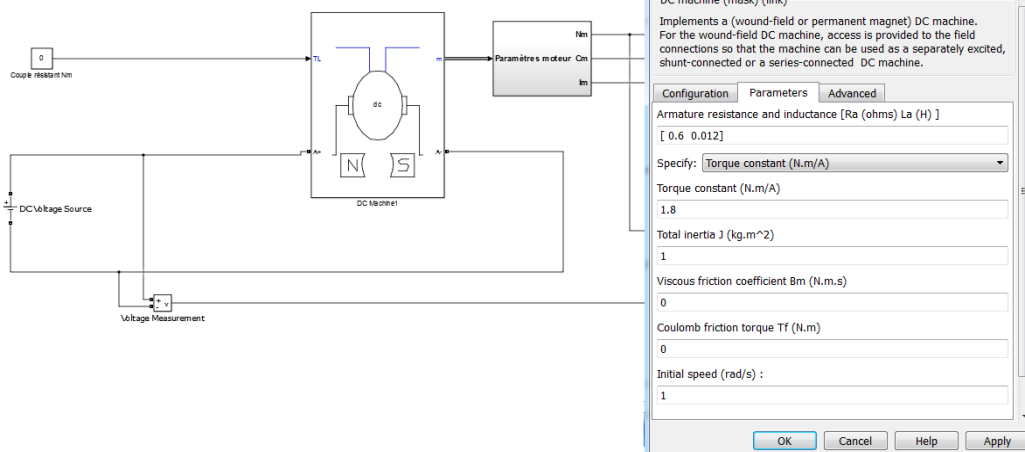 0
Couple résistant Nm
TL
m
dc
N
S
A+
A-
DC Machine1
Paramètres moteur
Nm
Cm
Im
+
DC Voltage Source
+
-
v
Voltage Measurement
DC machine (mask) (link)
Implements a (wound-field or permanent magnet) DC machine.
For the wound-field DC machine, access is provided to the field
connections so that the machine can be used as a separately excited,
shunt-connected or a series-connected DC machine.
Configuration Parameters Advanced
Armature resistance and inductance [Ra (ohms) La (H) ]
[ 0.6 0.012]
Specify: Torque constant (N.m/A)
Torque constant (N.m/A)
1.8
Total inertia J (kg.m^2)
1
Viscous friction coefficient Bm (N.m.s)
0
Coulomb friction torque Tf (N.m)
0
Initial speed (rad/s) :
1
OK Cancel Help Apply